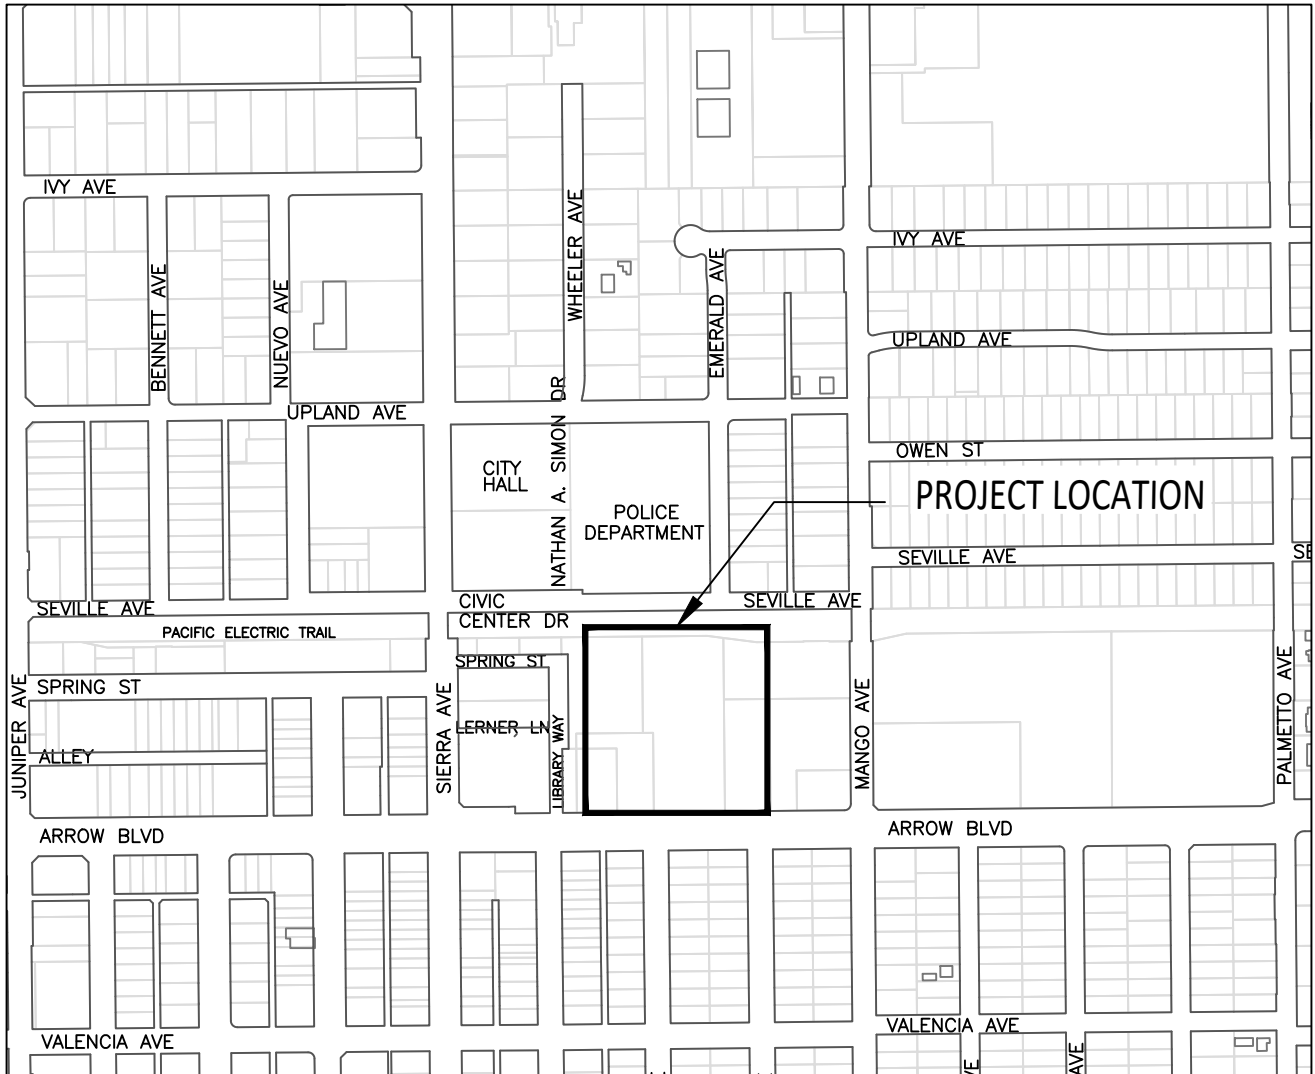 IVY AVE
WHEELER AVE
IVY AVE
BENNETT AVE
NUEVO AVE
EMERALD AVE
UPLAND AVE
UPLAND AVE
NATHAN A. SIMON DR
OWEN ST
CITY
HALL
PROJECT LOCATION
POLICE
DEPARTMENT
SEVILLE AVE
SE
SEVILLE AVE
CIVIC
CENTER DR
SEVILLE AVE
PACIFIC ELECTRIC TRAIL
SPRING ST
SPRING ST
JUNIPER AVE
SIERRA AVE
LERNER LN
LIBRARY WAY
MANGO AVE
PALMETTO AVE
ALLEY
ARROW BLVD
ARROW BLVD
VALENCIA AVE
VALENCIA AVE
VE
AVE